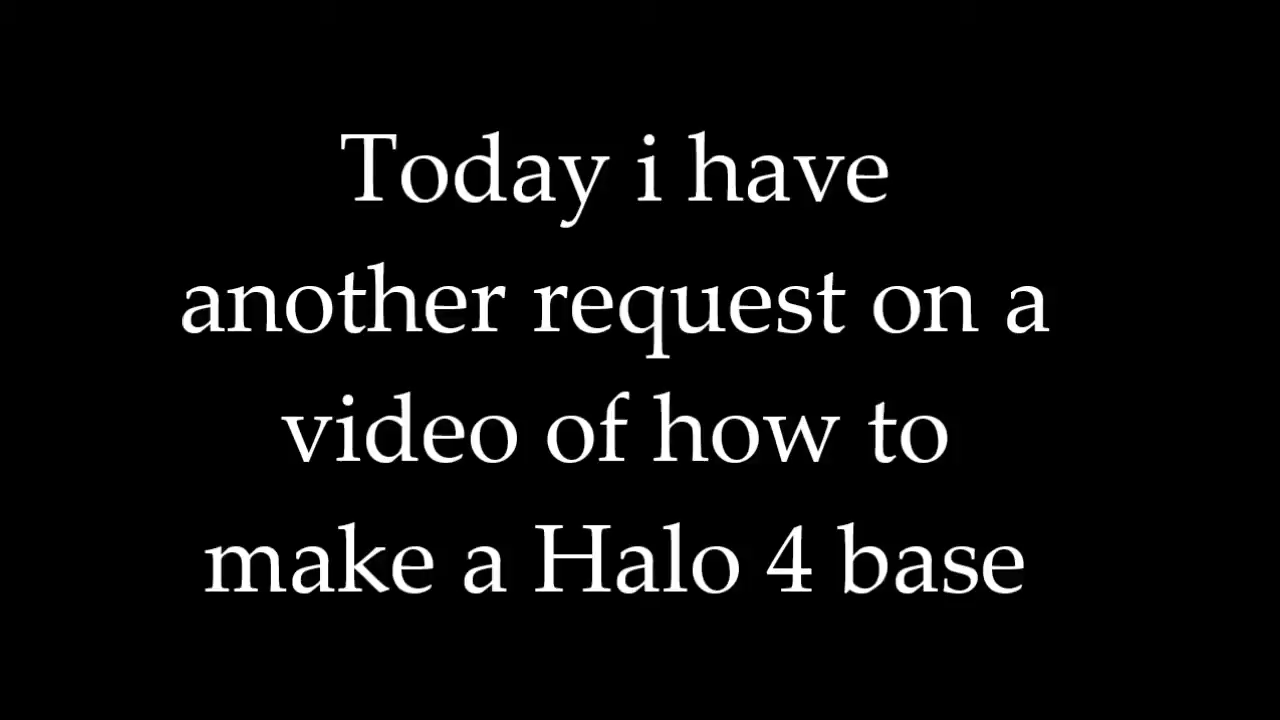 Today i have
another request on a
video of how to
make a Halo 4 base